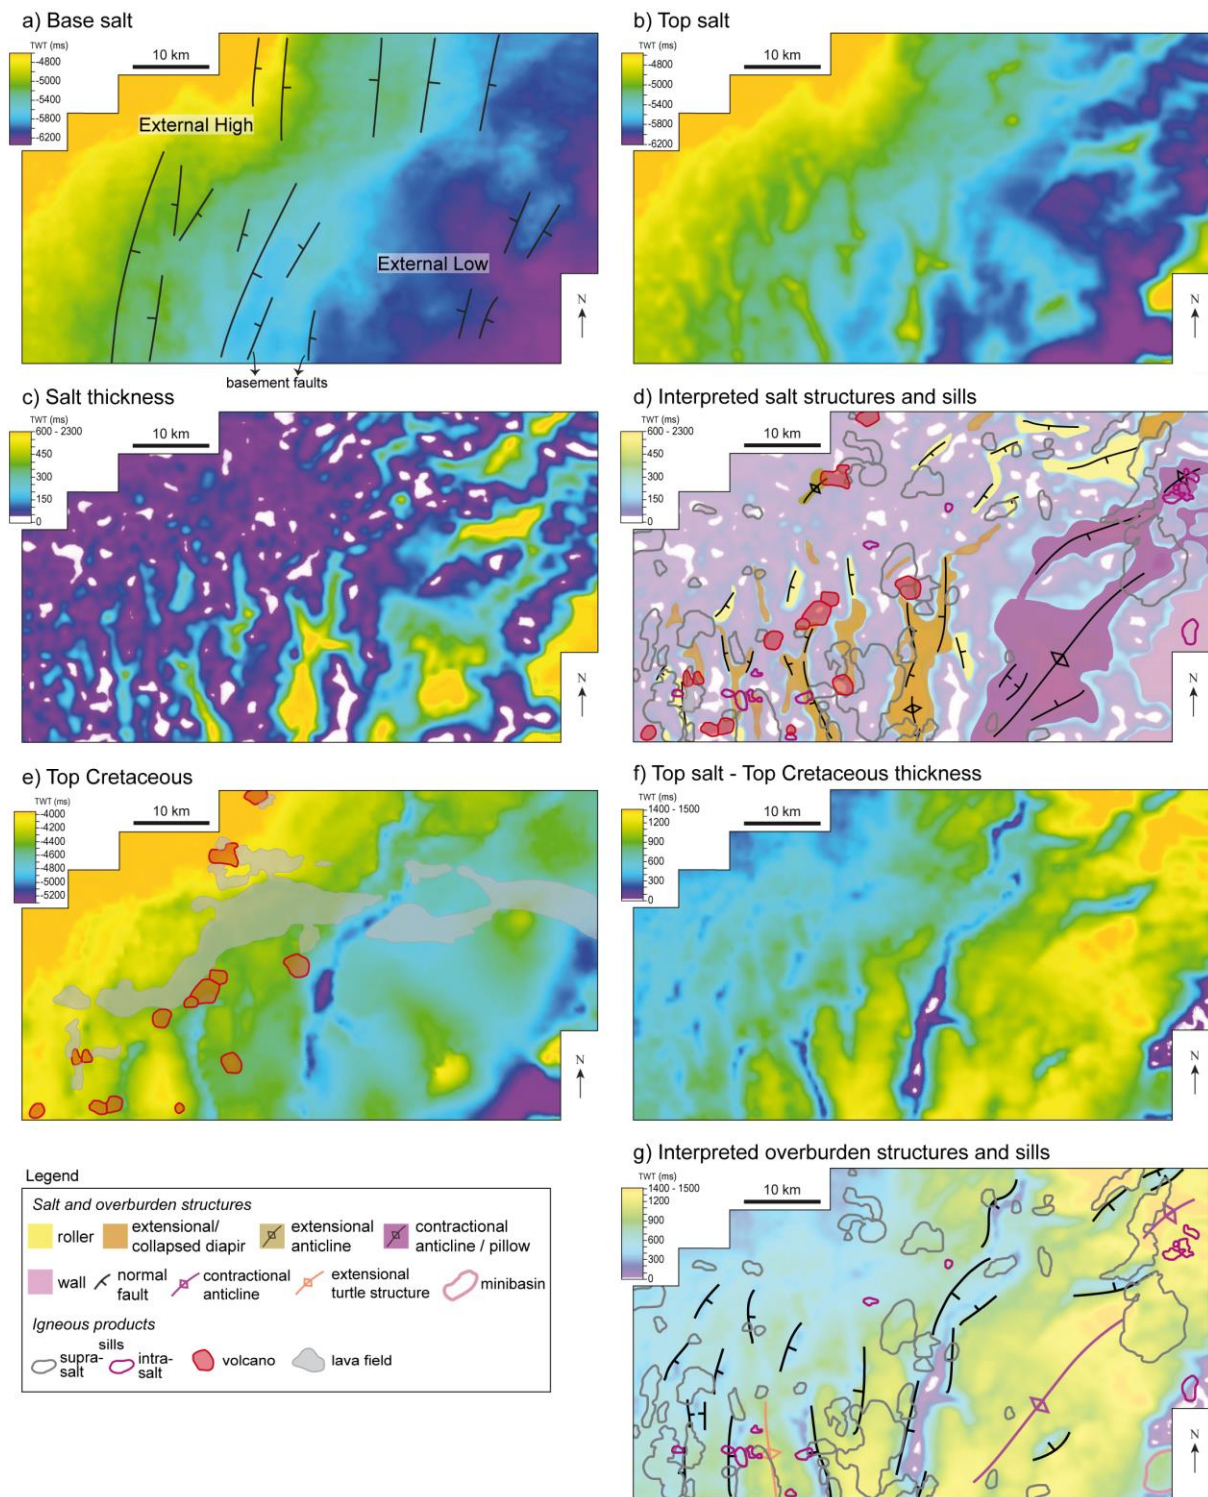 a) Base salt
TWT (ms)
-4800
-5000
-5400
-5800
-6200
10 km
External High
External Low
N
basement faults
b) Top salt
TWT (ms)
-4800
-5000
-5400
-5800
-6200
10 km
N
c) Salt thickness
TWT (ms)
600 - 2300
450
300
150
0
10 km
N
d) Interpreted salt structures and sills
TWT (ms)
600 - 2300
450
300
15
0
10 km
N
e) Top Cretaceous
TWT (ms)
-4000
-4200
-4600
-4800
-5200
10 km
N
f) Top salt - Top Cretaceous thickness
TWT (ms)
1400 - 1500
1200
900
600
300
0
10 km
N
g) Interpreted overburden structures and sills
TWT (ms)
1400 - 1500
1200
900
600
300
0
10 km
N
Legend
Salt and overburden structures
roller
extensional/
collapsed diapir
extensional
anticline
contractional
anticline / pillow
wall
normal
fault
contractional
anticline
extensional
turtle structure
minibasin
Igneous products
sills
supra-
salt
intra-
salt
volcano
lava field